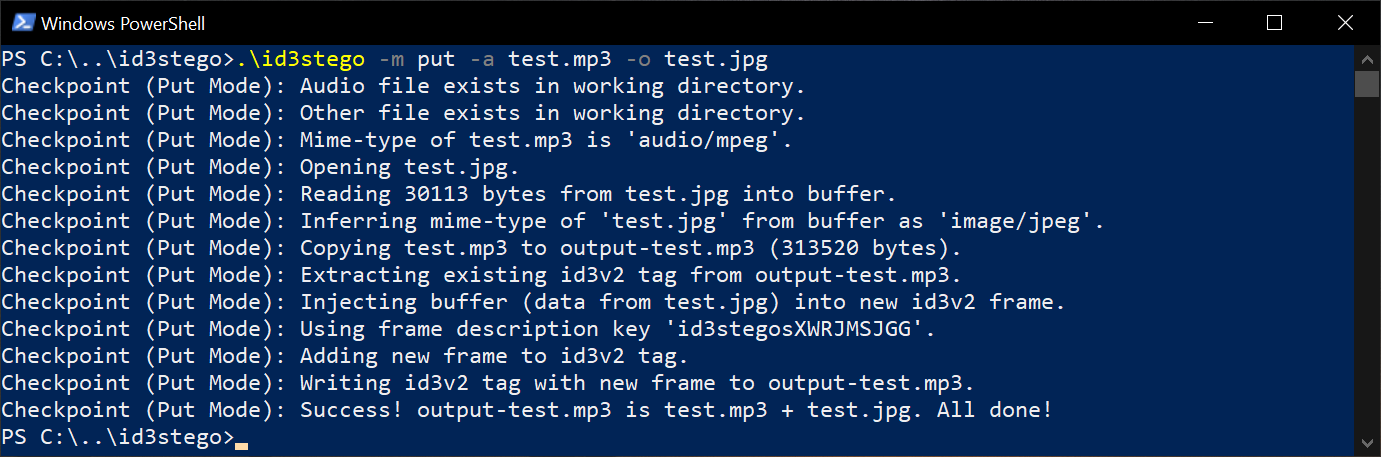 Windows PowerShell
PS C:\..\id3stego>.\id3stego -m put -a test.mp3 -o test.jpg
Checkpoint (Put Mode): Audio file exists in working directory.
Checkpoint (Put Mode): Other file exists in working directory.
Checkpoint (Put Mode): Mime-type of test.mp3 is 'audio/mpeg'.
Checkpoint (Put Mode): Opening test.jpg.
Checkpoint (Put Mode): Reading 30113 bytes from test.jpg into buffer.
Checkpoint (Put Mode): Inferring mime-type of 'test.jpg' from buffer as 'image/jpeg'.
Checkpoint (Put Mode): Copying test.mp3 to output-test.mp3 (313520 bytes).
Checkpoint (Put Mode): Extracting existing id3v2 tag from output-test.mp3.
Checkpoint (Put Mode): Injecting buffer (data from test.jpg) into new id3v2 frame.
Checkpoint (Put Mode): Using frame description key 'id3stegosXWRJMSJGG'.
Checkpoint (Put Mode): Adding new frame to id3v2 tag.
Checkpoint (Put Mode): Writing id3v2 tag with new frame to output-test.mp3.
Checkpoint (Put Mode): Success! output-test.mp3 is test.mp3 + test.jpg. All done!
PS C:\..\id3stego>